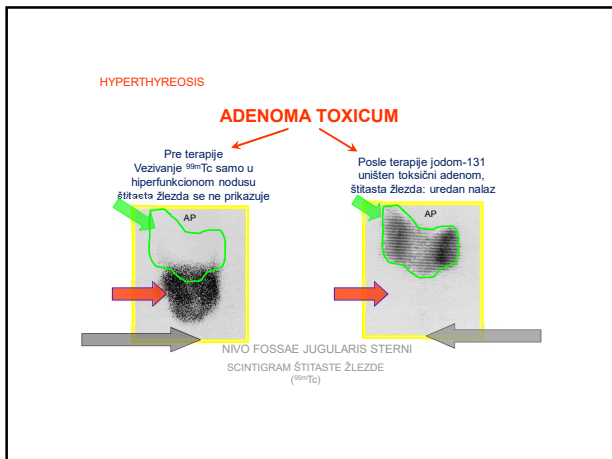 HYPERTHYREOSIS
ADENOMA TOXICUM
Pre terapije
Vezivanje ⁹⁹ᵐTc samo u
hiperfunkcionom nodusu
štitasta žlezda se ne prikazuje
AP
Posle terapije jodom-131
uništen toksični adenom,
štitasta žlezda: uredan nalaz
AP
NIVO FOSSAE JUGULARIS STERNI
SCINTIGRAM ŠTITASTE ŽLEZDE
(⁹⁹ᵐTc)